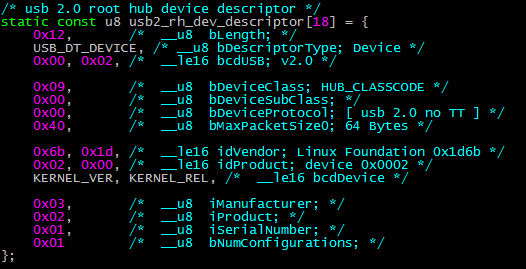 /* usb 2.0 root hub device descriptor */
static const u8 usb2_rh_dev_descriptor[18] = {
    0x12,       /*  __u8  bLength; */
    USB_DT_DEVICE, /* __u8 bDescriptorType; Device */
    0x00, 0x02, /*  __le16 bcdUSB; v2.0 */

    0x09,       /*  __u8  bDeviceClass; HUB_CLASSCODE */
    0x00,       /*  __u8  bDeviceSubClass; */
    0x00,       /*  __u8  bDeviceProtocol; [ usb 2.0 no TT ] */
    0x40,       /*  __u8  bMaxPacketSize0; 64 Bytes */

    0x6b, 0x1d, /*  __le16 idVendor; Linux Foundation 0x1d6b */
    0x02, 0x00, /*  __le16 idProduct; device 0x0002 */
    KERNEL_VER, KERNEL_REL, /*  __le16 bcdDevice */

    0x03,       /*  __u8  iManufacturer; */
    0x02,       /*  __u8  iProduct; */
    0x01,       /*  __u8  iSerialNumber; */
    0x01        /*  __u8  bNumConfigurations; */
};